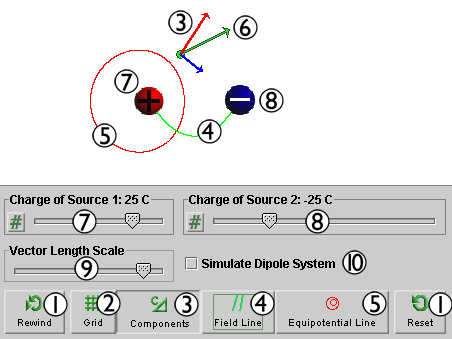 ③ ⑥
⑦ + − ⑧
⑤ ④
Charge of Source 1: 25 C Charge of Source 2: -25 C
# ⑦ # ⑧
Vector Length Scale
⑨ Simulate Dipole System ⑩
① ② ③ ④ ⑤ ①
Rewind Grid Components Field Line Equipotential Line Reset